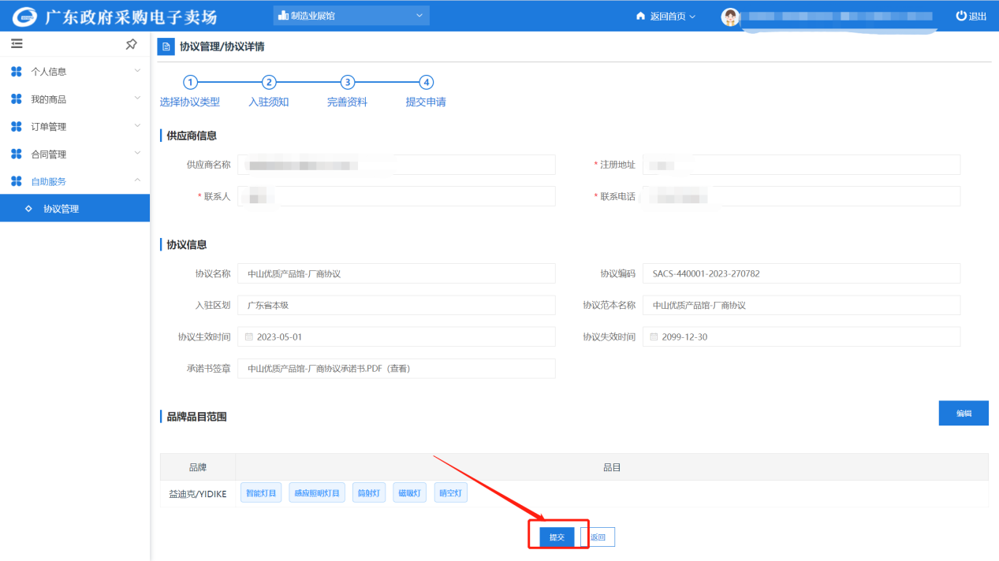 广东政府采购电子卖场
制造业展馆
返回首页
退出
个人信息
我的商品
订单管理
合同管理
自助服务
协议管理
协议管理/协议详情
1 2 3 4
选择协议类型 入驻须知 完善资料 提交申请
供应商信息
供应商名称
* 注册地址
* 联系人
* 联系电话
协议信息
协议名称 中山优质产品馆-厂商协议
协议编码 SACS-440001-2023-270782
入驻区划 广东省本级
协议范本名称 中山优质产品馆-厂商协议
协议生效时间 2023-05-01
协议失效时间 2099-12-30
承诺书签章 中山优质产品馆-厂商协议承诺书.PDF（查看）
品牌品目范围
编辑
品牌 品目
益迪克/YIDIKE 智能灯具 感应照明灯具 筒射灯 磁吸灯 晴空灯
提交 返回